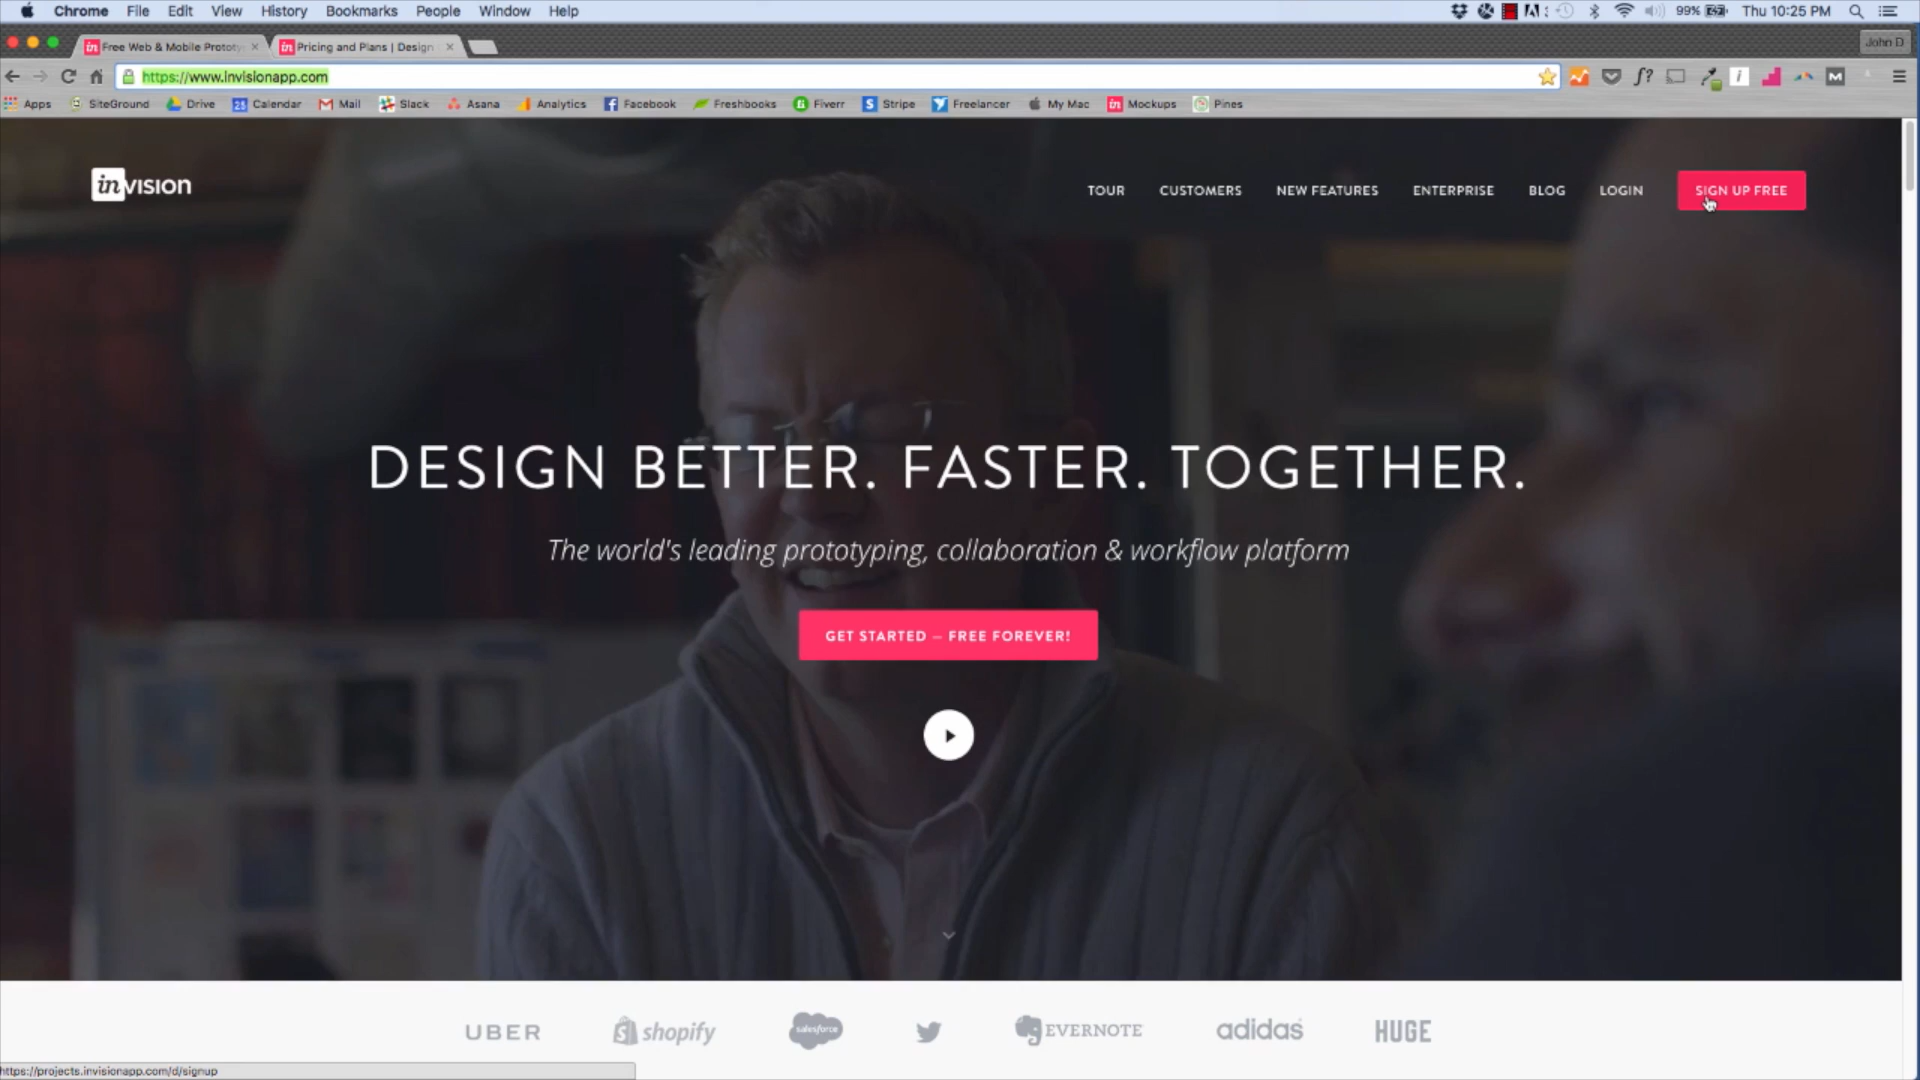 Chrome File Edit View History Bookmarks People Window Help 99% Thu 10:25 PM
Free Web & Mobile Prototy Pricing and Plans | Design John D
https://www.invisionapp.com
Apps SiteGround Drive Calendar Mail Slack Asana Analytics Facebook Freshbooks Fiverr Stripe Freelancer My Mac Mockups Pines
invision TOUR CUSTOMERS NEW FEATURES ENTERPRISE BLOG LOGIN SIGN UP FREE
DESIGN BETTER. FASTER. TOGETHER.
The world's leading prototyping, collaboration & workflow platform
GET STARTED — FREE FOREVER!
UBER shopify salesforce EVERNOTE adidas HUGE
https://projects.invisionapp.com/d/signup